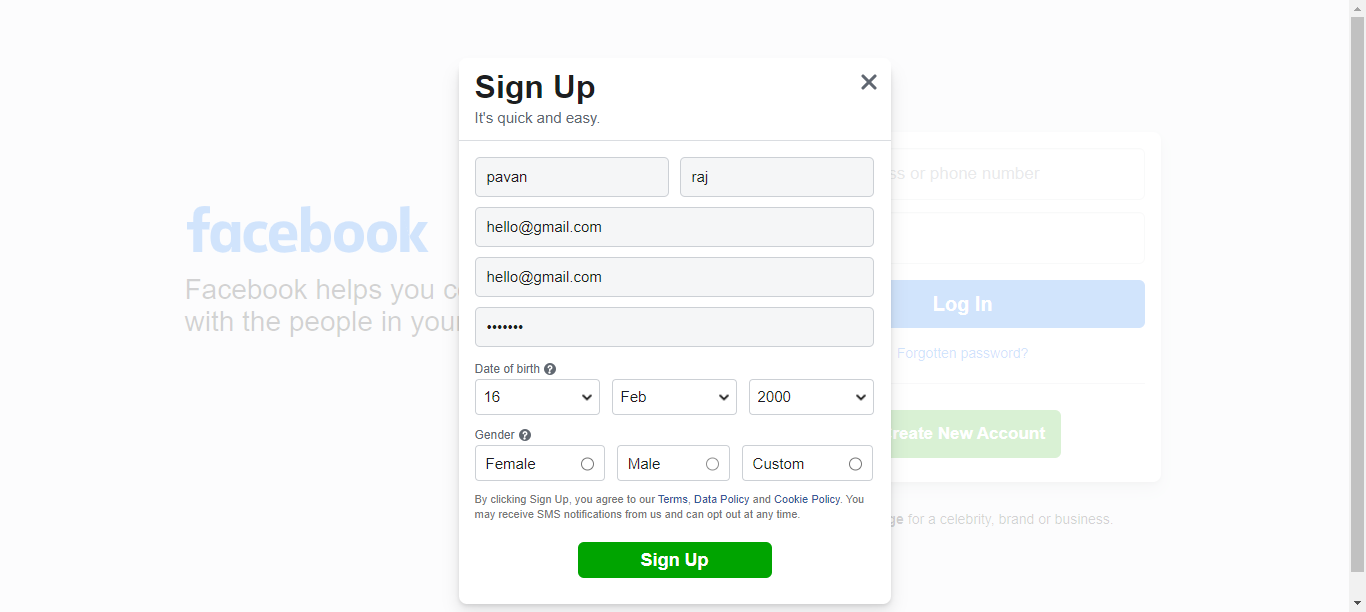 Sign Up
It's quick and easy.
pavan
raj
hello@gmail.com
hello@gmail.com
•••••••
Date of birth ?
16 Feb 2000
Gender ?
Female Male Custom
By clicking Sign Up, you agree to our Terms, Data Policy and Cookie Policy. You
may receive SMS notifications from us and can opt out at any time.
Sign Up
facebook
Facebook helps you
with the people in
or phone number
Log In
Forgotten password?
New Account
for a celebrity, brand or business.